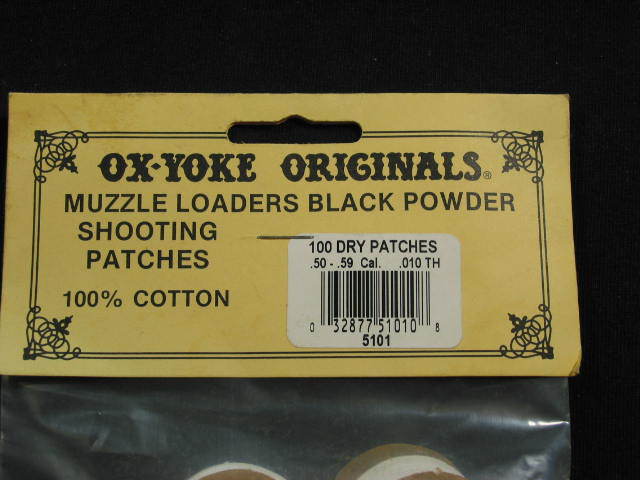 OX-YOKE ORIGINALS®
MUZZLE LOADERS BLACK POWDER
SHOOTING
PATCHES
100% COTTON
100 DRY PATCHES
.50 - .59 Cal. .010 TH
0 32877 51010 8
5101